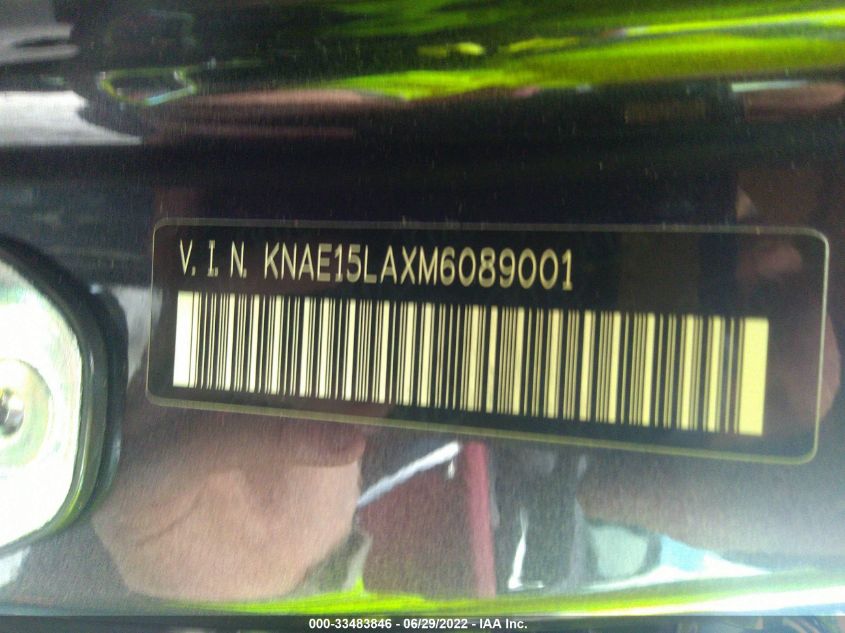 V. I. N. KNAE15LAXM6089001
000-33483846 - 06/29/2022 - IAA Inc.